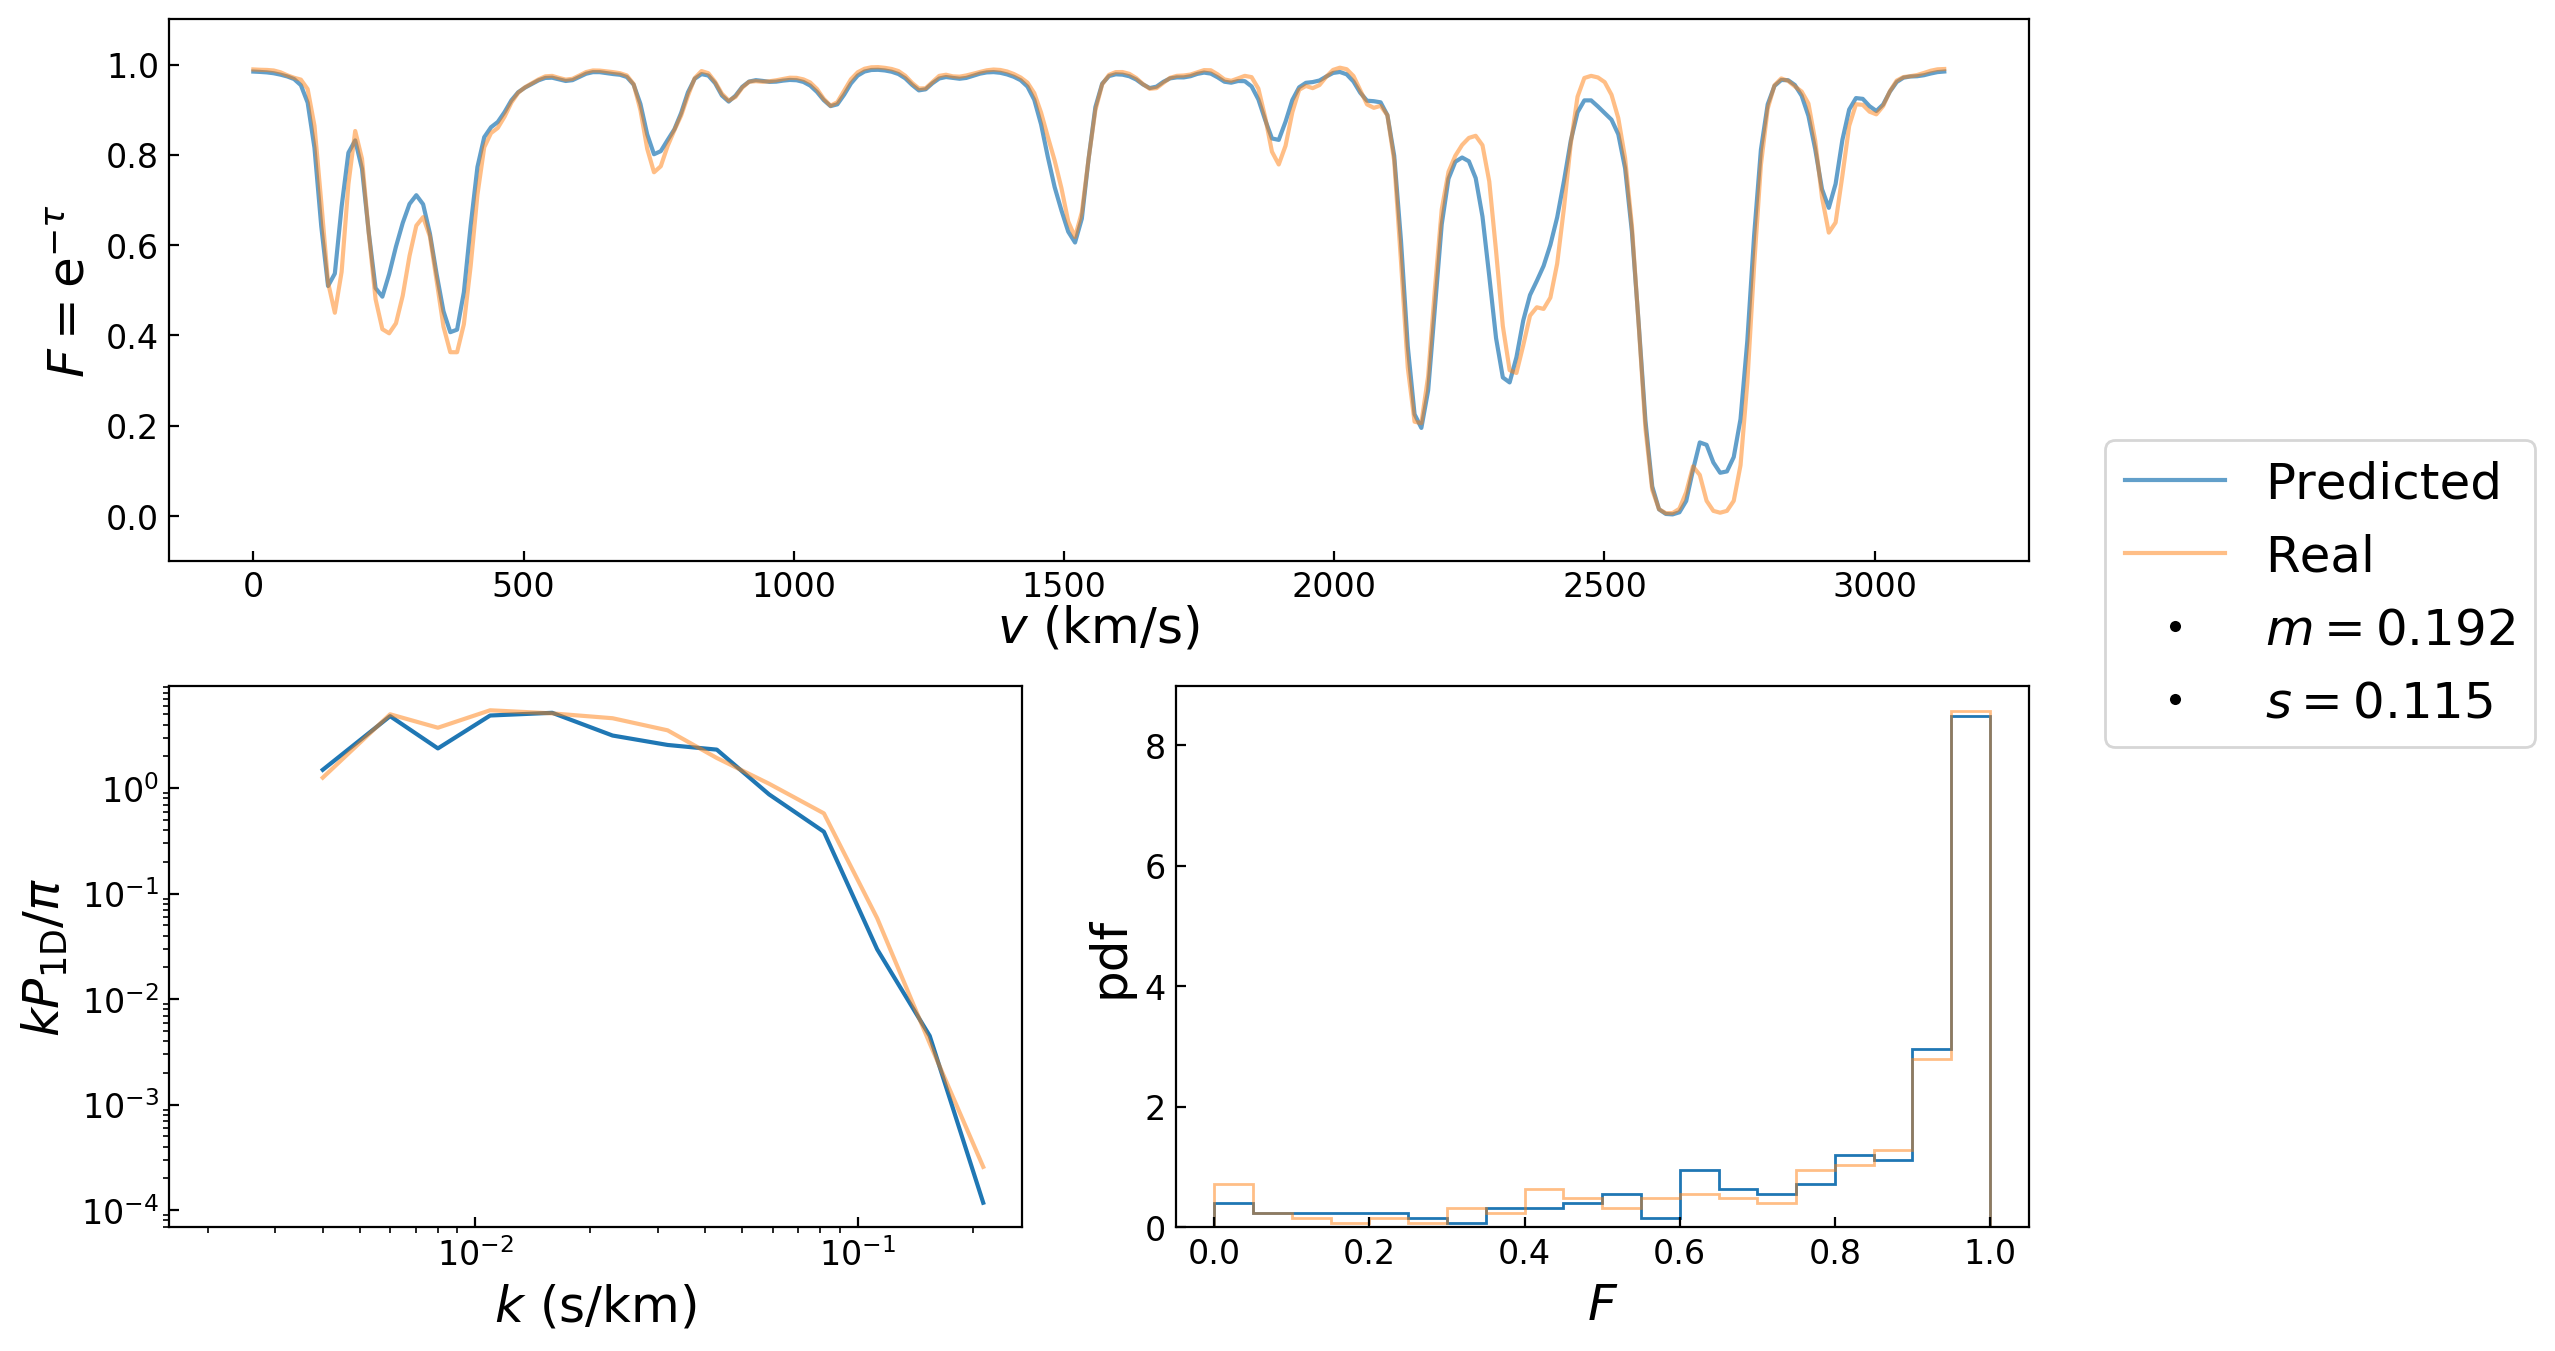 1.0
0.8
0.6
0.4
0.2
0.0
F = e^{-τ}
0 500 1000 1500 2000 2500 3000
v (km/s)
Predicted
Real
m = 0.192
s = 0.115
10^0
10^{-1}
10^{-2}
10^{-3}
10^{-4}
kP_{1D}/π
10^{-2} 10^{-1}
k (s/km)
8
6
4
2
0
pdf
0.0 0.2 0.4 0.6 0.8 1.0
F